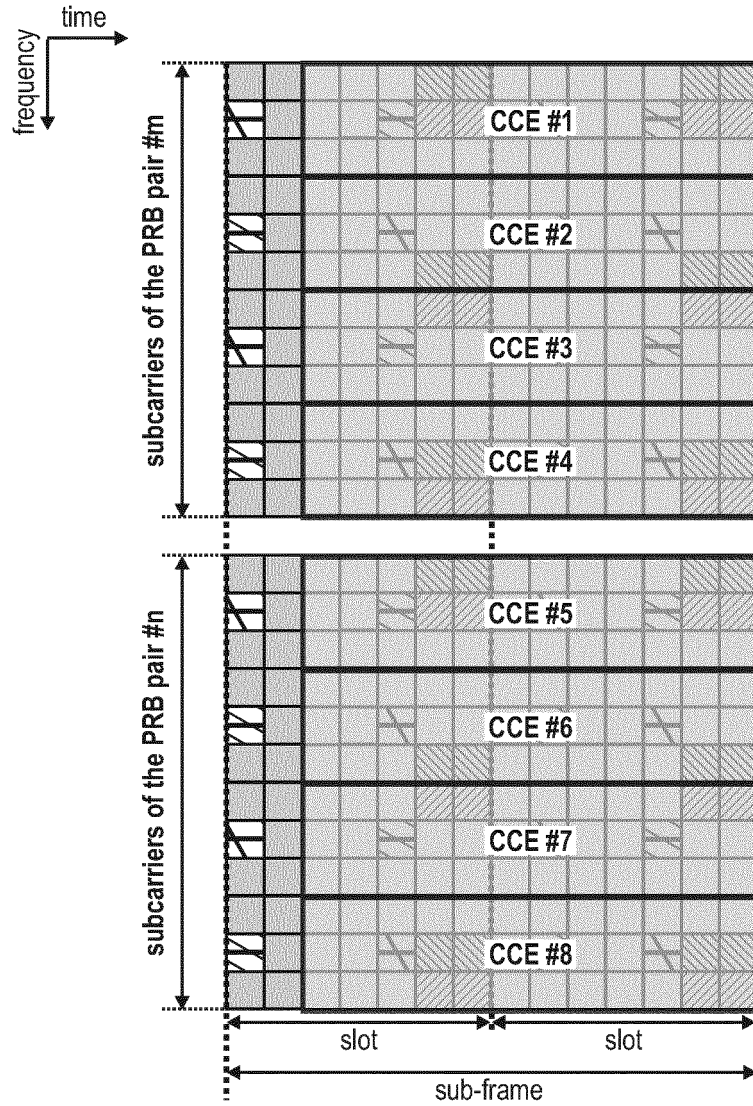 time
frequency
subcarriers of the PRB pair #m
CCE #1
CCE #2
CCE #3
CCE #4
subcarriers of the PRB pair #n
CCE #5
CCE #6
CCE #7
CCE #8
slot slot
sub-frame